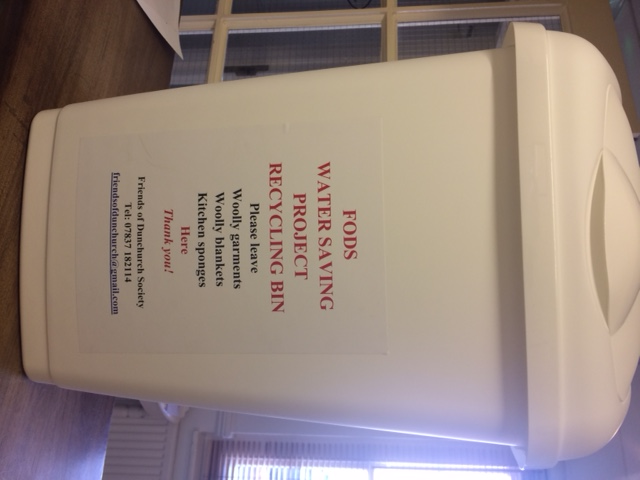 FODS
WATER SAVING
PROJECT
RECYCLING BIN
Please leave
Woolly garments
Woolly blankets
Kitchen sponges
Here
Thank you!
Friends of Dunchurch Society
Tel: 07837 182114
friendsofdunchurch@gmail.com